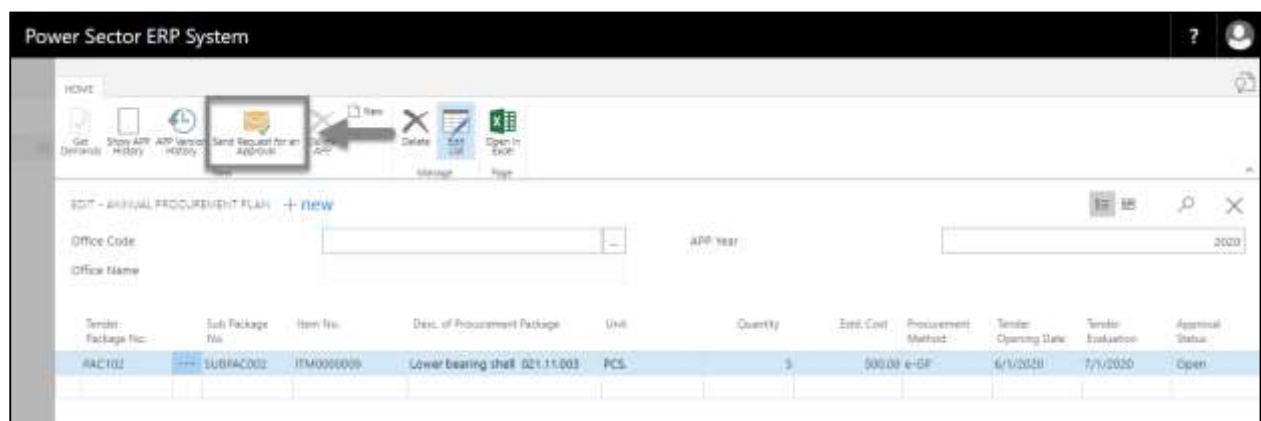 Power Sector ERP System ?
HOME
Get Demands
Show APP History
APP Version History
Send Request for an Approval
APP
New
Delete
Edit List
Open in Excel
Manage
Page
EDIT - ANNUAL PROCUREMENT PLAN + new
Office Code ... APP Year 2020
Office Name
Tender Package No. Sub Package No. Item No. Desc. of Procurement Package Unit Quantity Estd. Cost Procurement Method Tender Opening Date Tender Evaluation Approval Status
PAC102 ... SUBPAC002 ITM0000009 Lower bearing shell 021.11.003 PCS. 5 500.00 e-GP 6/1/2020 7/1/2020 Open